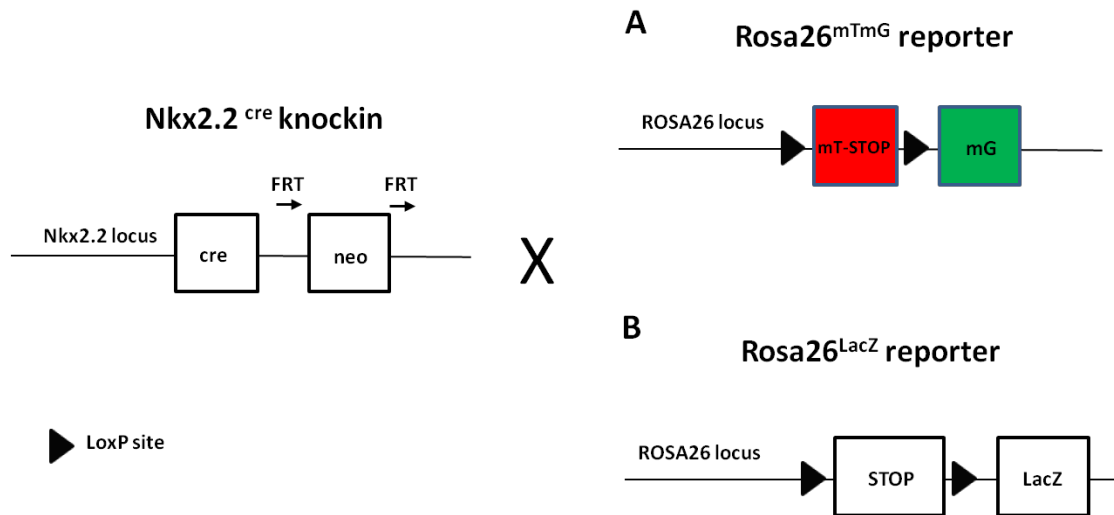 A
Rosa26mTmG reporter
ROSA26 locus
mT-STOP
mG
Nkx2.2 cre knockin
FRT
FRT
Nkx2.2 locus
cre
neo
X
B
Rosa26LacZ reporter
LoxP site
ROSA26 locus
STOP
LacZ